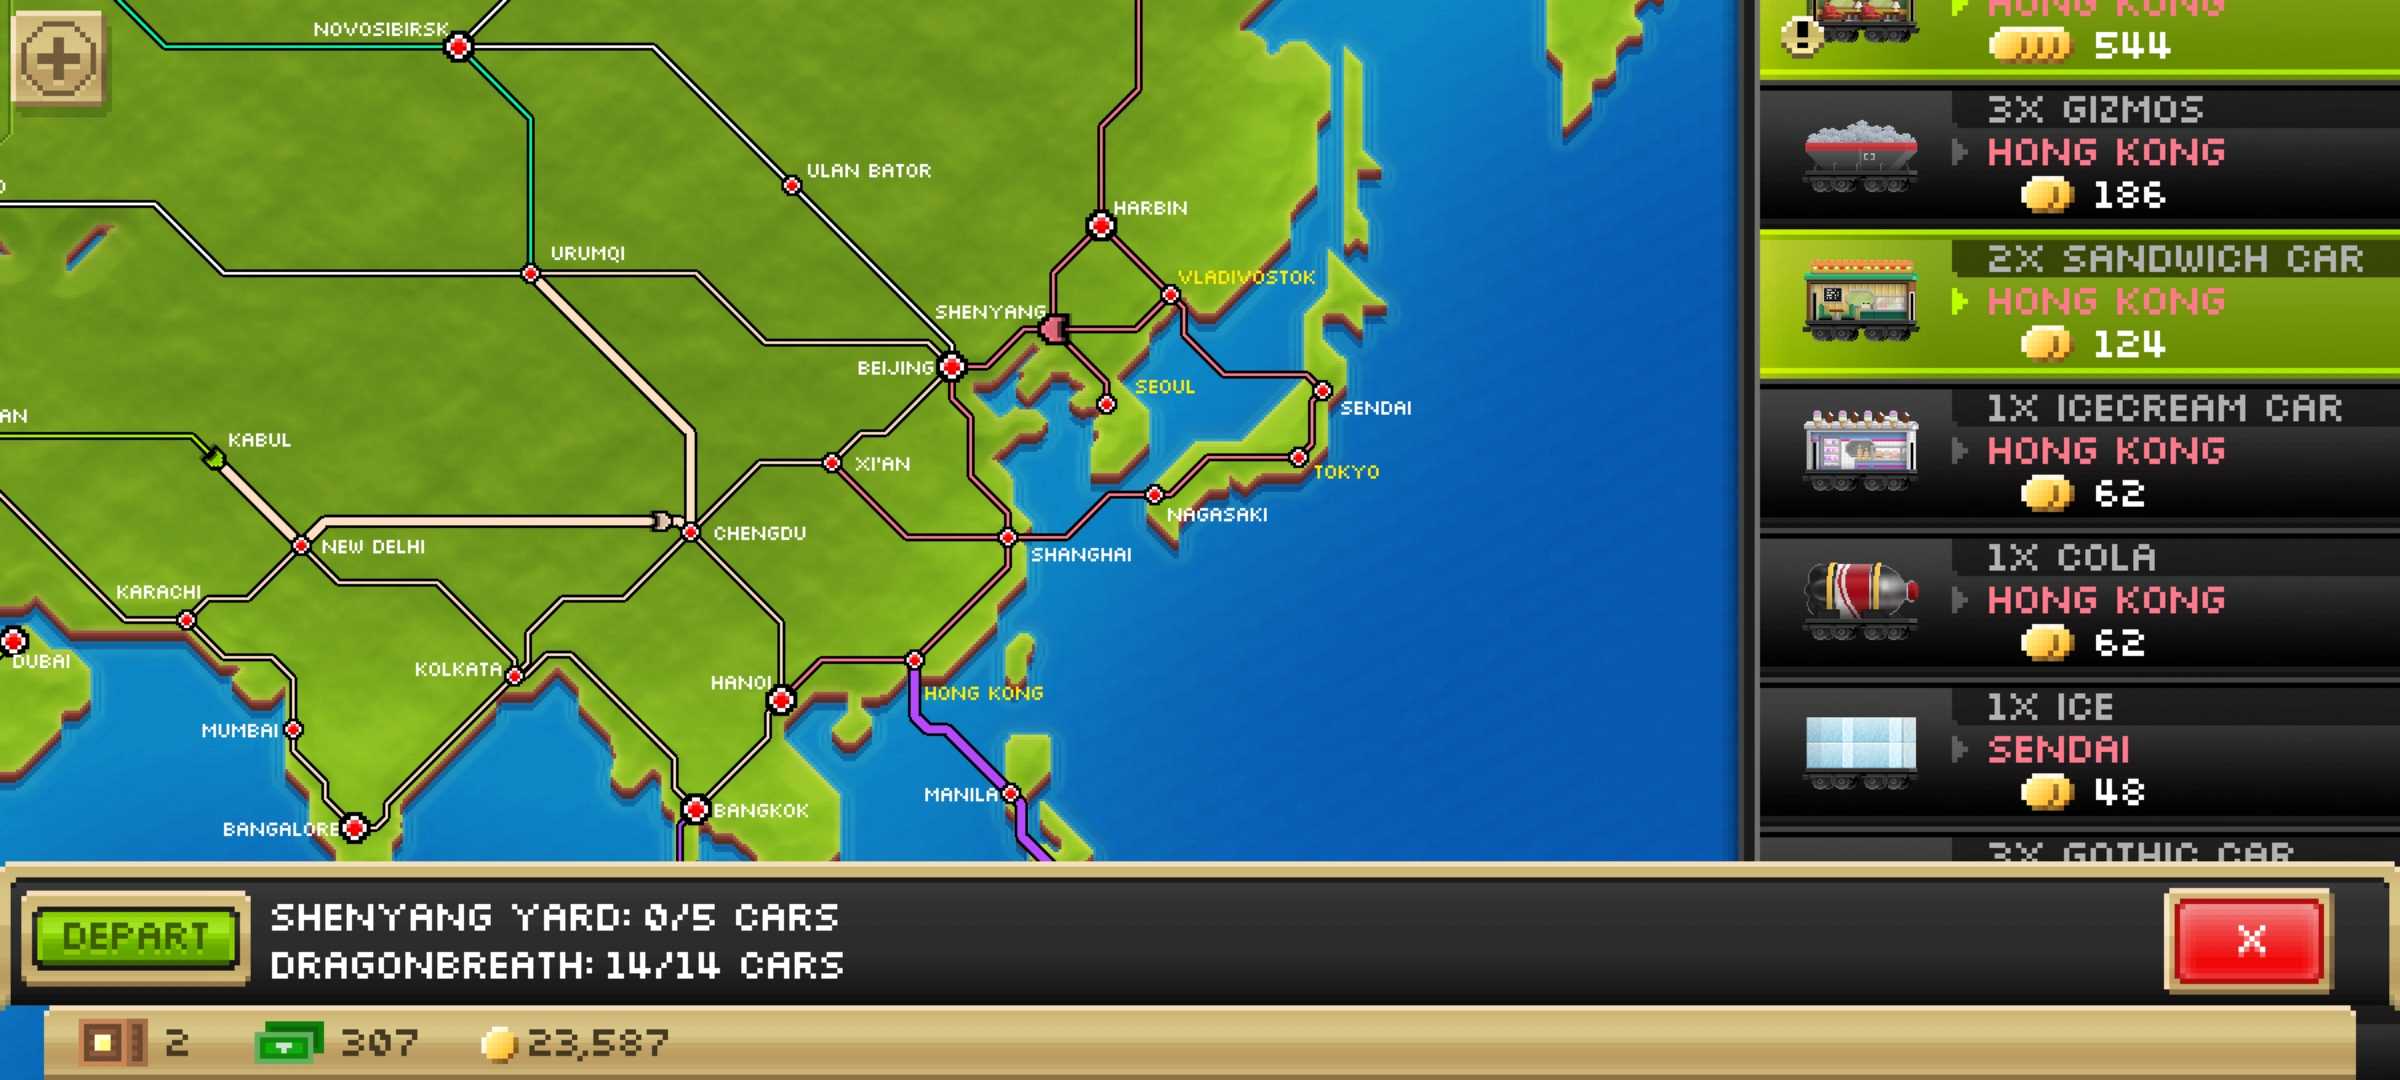 NOVOSIBIRSK
ULAN BATOR
HARBIN
URUMQI
VLADIVOSTOK
SHENYANG
BEIJING
SEOUL
SENDAI
AN
KABUL
XI'AN
TOKYO
NAGASAKI
CHENGDU
NEW DELHI
SHANGHAI
KARACHI
DUBAI
KOLKATA
HANOI
HONG KONG
MUMBAI
MANILA
BANGKOK
BANGALORE
HONG KONG
544
3X GIZMOS
HONG KONG
186
2X SANDWICH CAR
HONG KONG
124
1X ICECREAM CAR
HONG KONG
62
1X COLA
HONG KONG
62
1X ICE
SENDAI
48
3X GOTHIC CAR
DEPART
SHENYANG YARD: 0/5 CARS
DRAGONBREATH: 14/14 CARS
X
2
307
23,587